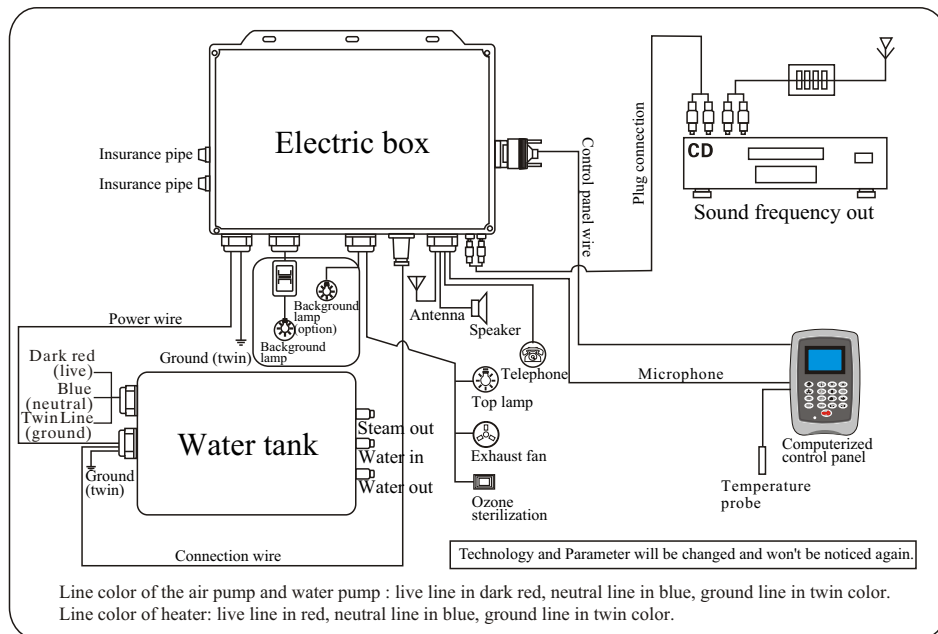 Electric box
Insurance pipe
Insurance pipe
Control panel wire
Plug connection
CD
Sound frequency out
Power wire
Ground (twin)
Background
lamp
(option)
Background
lamp
Antenna
Speaker
Telephone
Microphone
Top lamp
Exhaust fan
Ozone
sterilization
Computerized
control panel
Temperature
probe
Dark red
(live)
Blue
(neutral)
Twin Line
(ground)
Ground
(twin)
Water tank
Steam out
Water in
Water out
Connection wire
Technology and Parameter will be changed and won't be noticed again.
Line color of the air pump and water pump : live line in dark red, neutral line in blue, ground line in twin color.
Line color of heater: live line in red, neutral line in blue, ground line in twin color.